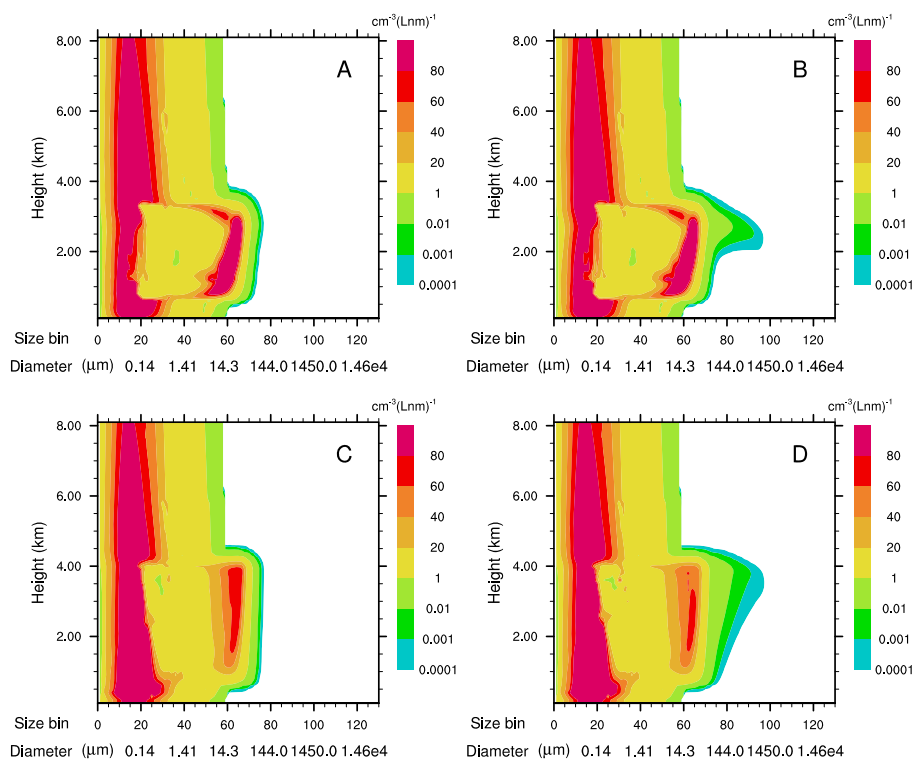 cm-3(Lnm)-1 cm-3(Lnm)-1
8.00 A 8.00 B
80 80
6.00 60 6.00 60
40 40
Height (km) 4.00 20 Height (km) 4.00 20
1 1
2.00 0.01 2.00 0.01
0.001 0.001
0.0001 0.0001
Size bin 0 20 40 60 80 100 120 Size bin 0 20 40 60 80 100 120
Diameter (μm) 0.14 1.41 14.3 144.0 1450.0 1.46e4 Diameter (μm) 0.14 1.41 14.3 144.0 1450.0 1.46e4
cm-3(Lnm)-1 cm-3(Lnm)-1
8.00 C 8.00 D
80 80
6.00 60 6.00 60
40 40
Height (km) 4.00 20 Height (km) 4.00 20
1 1
2.00 0.01 2.00 0.01
0.001 0.001
0.0001 0.0001
Size bin 0 20 40 60 80 100 120 Size bin 0 20 40 60 80 100 120
Diameter (μm) 0.14 1.41 14.3 144.0 1450.0 1.46e4 Diameter (μm) 0.14 1.41 14.3 144.0 1450.0 1.46e4